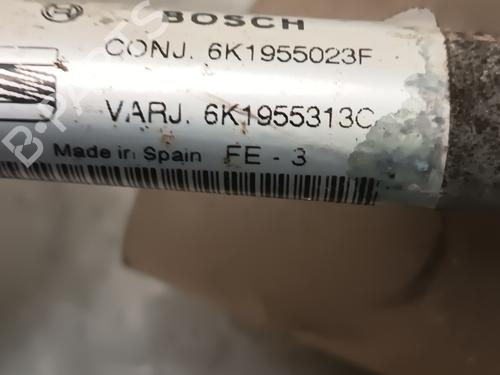 BOSCH
CONJ. 6K1955023F
VARJ. 6K1955313C
Made in Spain FE - 3
B-PARTS